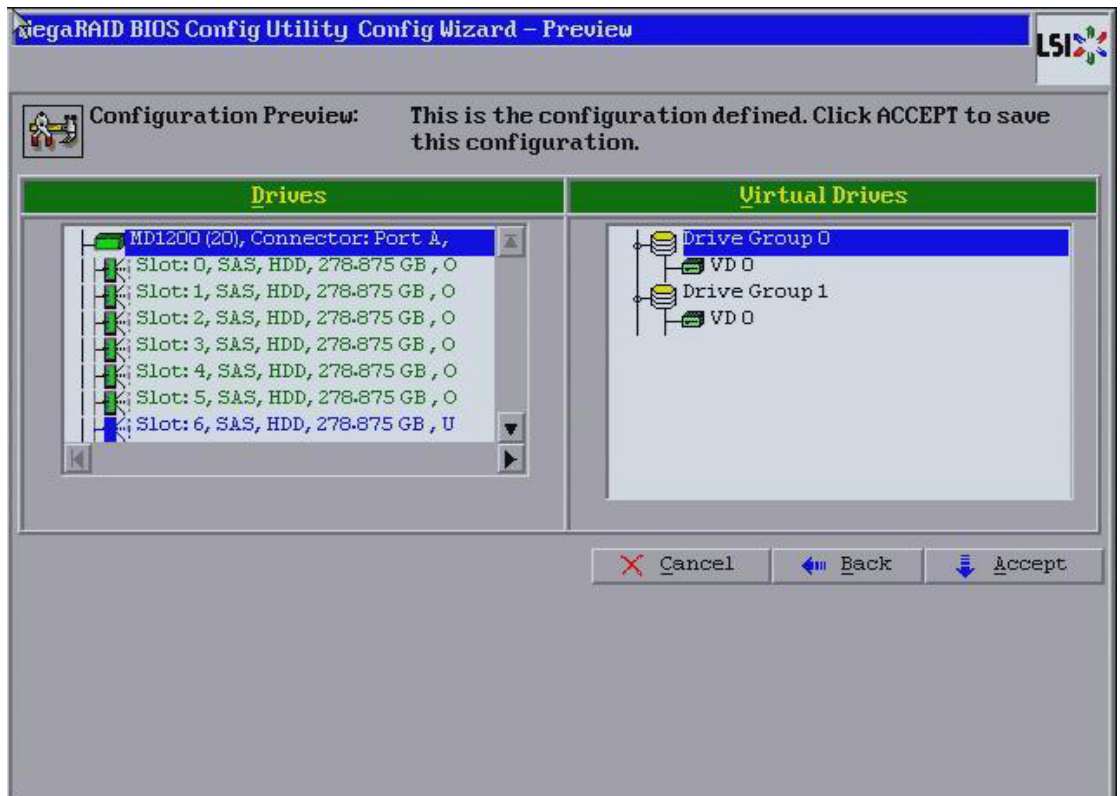 MegaRAID BIOS Config Utility Config Wizard – Preview
LSI
Configuration Preview:
This is the configuration defined. Click ACCEPT to save
this configuration.
Drives
MD1200 (20), Connector: Port A,
Slot: 0, SAS, HDD, 278.875 GB , O
Slot: 1, SAS, HDD, 278.875 GB , O
Slot: 2, SAS, HDD, 278.875 GB , O
Slot: 3, SAS, HDD, 278.875 GB , O
Slot: 4, SAS, HDD, 278.875 GB , O
Slot: 5, SAS, HDD, 278.875 GB , O
Slot: 6, SAS, HDD, 278.875 GB , U
Virtual Drives
Drive Group 0
VD 0
Drive Group 1
VD 0
Cancel
Back
Accept